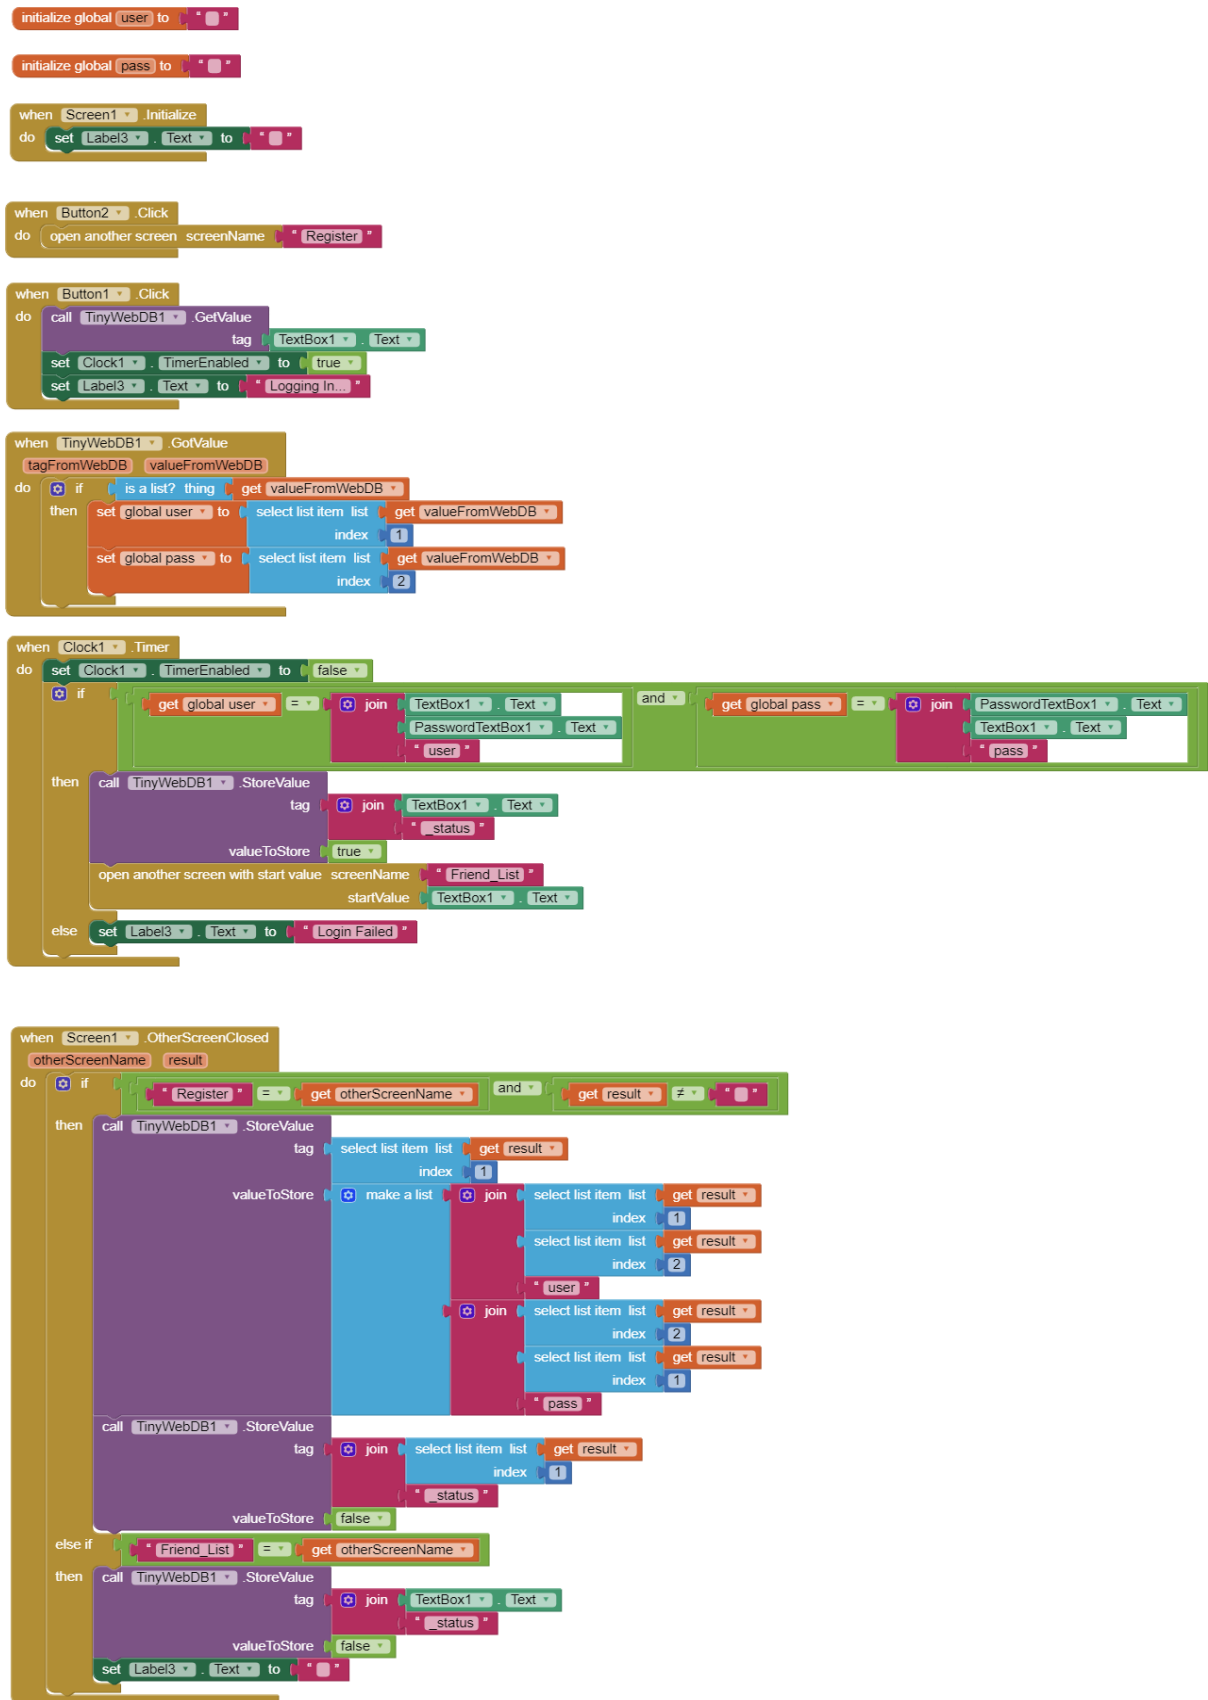 initialize global user to " "
initialize global pass to " "
when Screen1 .Initialize
do set Label3 . Text to " "
when Button2 .Click
do open another screen screenName " Register "
when Button1 .Click
do call TinyWebDB1 .GetValue
tag TextBox1 . Text
set Clock1 . TimerEnabled to true
set Label3 . Text to " Logging In... "
when TinyWebDB1 .GotValue
tagFromWebDB valueFromWebDB
do if is a list? thing get valueFromWebDB
then set global user to select list item list get valueFromWebDB
index 1
set global pass to select list item list get valueFromWebDB
index 2
when Clock1 .Timer
do set Clock1 . TimerEnabled to false
if get global user = join TextBox1 . Text and get global pass = join PasswordTextBox1 . Text
PasswordTextBox1 . Text TextBox1 . Text
" user " " pass "
then call TinyWebDB1 .StoreValue
tag join TextBox1 . Text
" _status "
valueToStore true
open another screen with start value screenName " Friend_List "
startValue TextBox1 . Text
else set Label3 . Text to " Login Failed "
when Screen1 .OtherScreenClosed
otherScreenName result
do if " Register " = get otherScreenName and get result ≠ " "
then call TinyWebDB1 .StoreValue
tag select list item list get result
index 1
valueToStore make a list join select list item list get result
index 1
select list item list get result
index 2
" user "
join select list item list get result
index 2
select list item list get result
index 1
" pass "
call TinyWebDB1 .StoreValue
tag join select list item list get result
index 1
" _status "
valueToStore false
else if " Friend_List " = get otherScreenName
then call TinyWebDB1 .StoreValue
tag join TextBox1 . Text
" _status "
valueToStore false
set Label3 . Text to " "